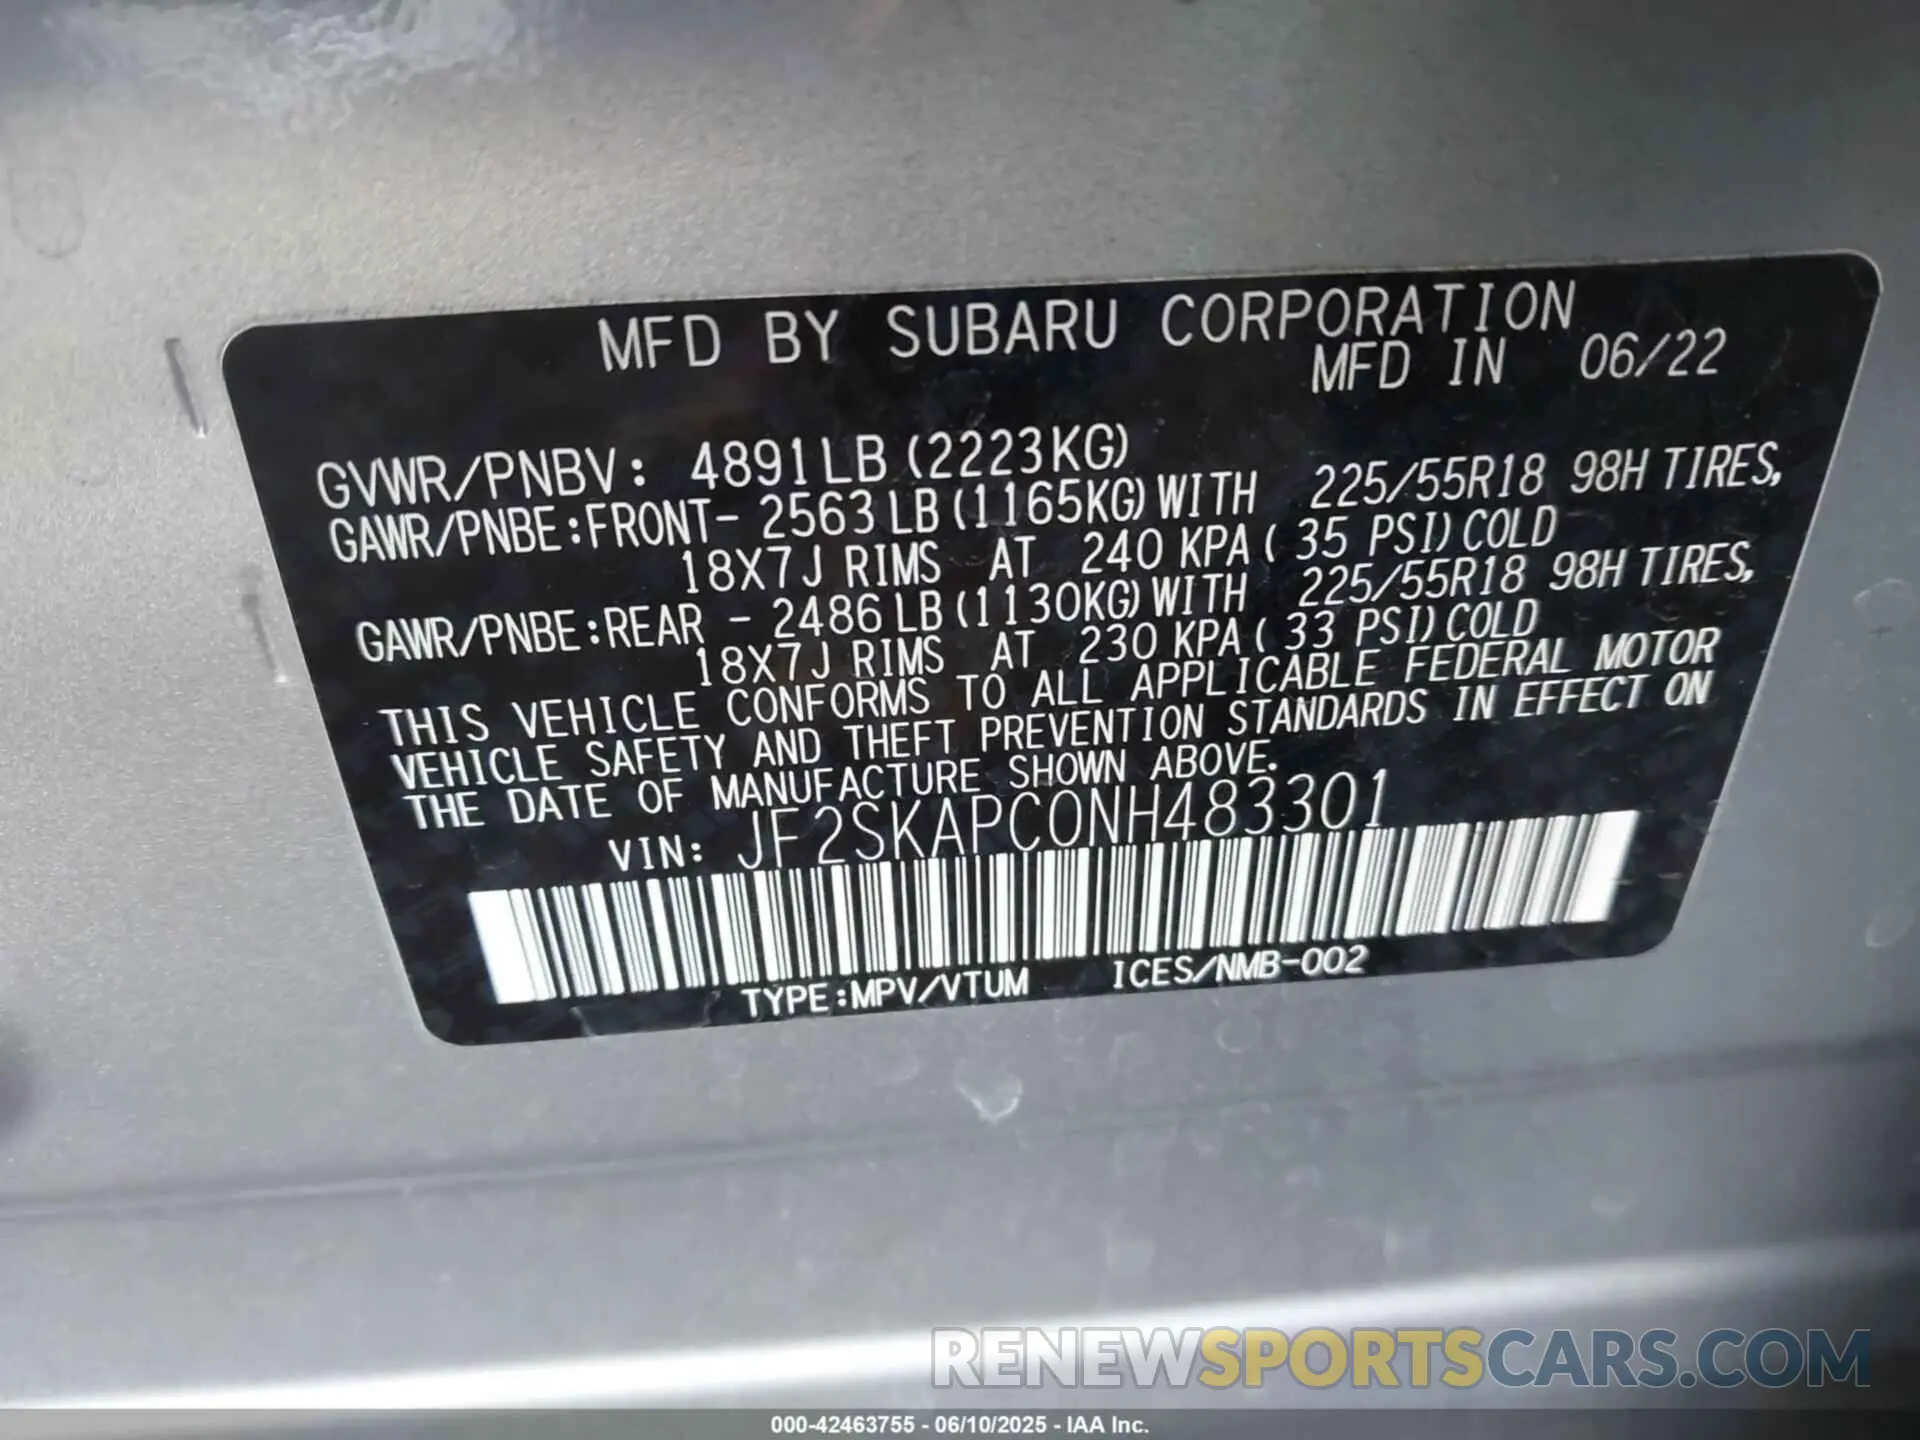 MFD BY SUBARU CORPORATION
MFD IN 06/22
GVWR/PNBV: 4891LB (2223KG)
GAWR/PNBE:FRONT- 2563 LB (1165KG) WITH 225/55R18 98H TIRES,
18X7J RIMS AT 240 KPA ( 35 PSI) COLD
GAWR/PNBE:REAR - 2486 LB (1130KG) WITH 225/55R18 98H TIRES,
18X7J RIMS AT 230 KPA ( 33 PSI) COLD
THIS VEHICLE CONFORMS TO ALL APPLICABLE FEDERAL MOTOR
VEHICLE SAFETY AND THEFT PREVENTION STANDARDS IN EFFECT ON
THE DATE OF MANUFACTURE SHOWN ABOVE.
VIN: JF2SKAPC0NH483301
TYPE:MPV/VTUM ICES/NMB-002
RENEWSPORTSCARS.COM
000-42463755 - 06/10/2025 - IAA Inc.